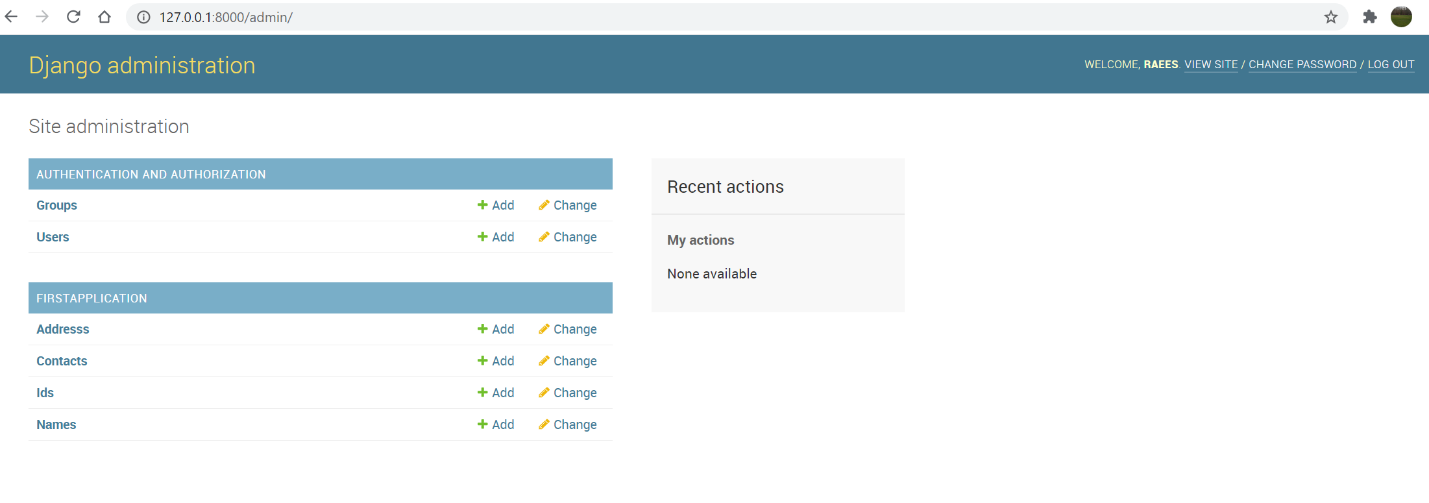 127.0.0.1:8000/admin/
Django administration
WELCOME, RAEES. VIEW SITE / CHANGE PASSWORD / LOG OUT
Site administration
AUTHENTICATION AND AUTHORIZATION
Groups Add Change
Users Add Change
FIRSTAPPLICATION
Addresss Add Change
Contacts Add Change
Ids Add Change
Names Add Change
Recent actions
My actions
None available